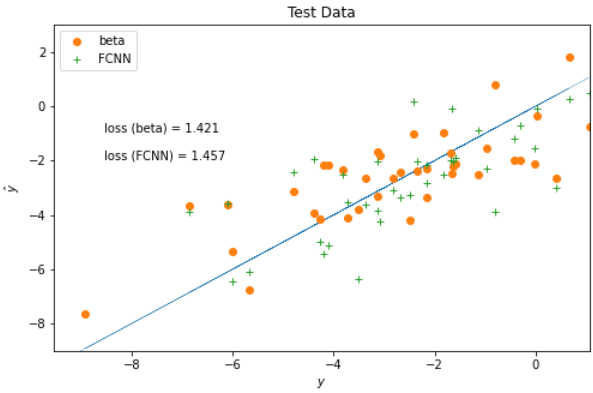 Test Data
beta
FCNN
loss (beta) = 1.421
loss (FCNN) = 1.457
2
0
−2
−4
−6
−8
ŷ
−8
−6
−4
−2
0
y